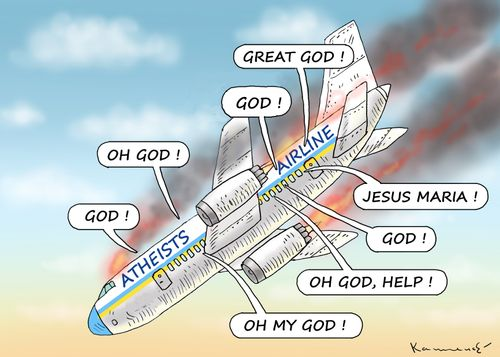 GREAT GOD !
GOD !
OH GOD !
GOD !
ATHEISTS AIRLINE
JESUS MARIA !
GOD !
OH GOD, HELP !
OH MY GOD !